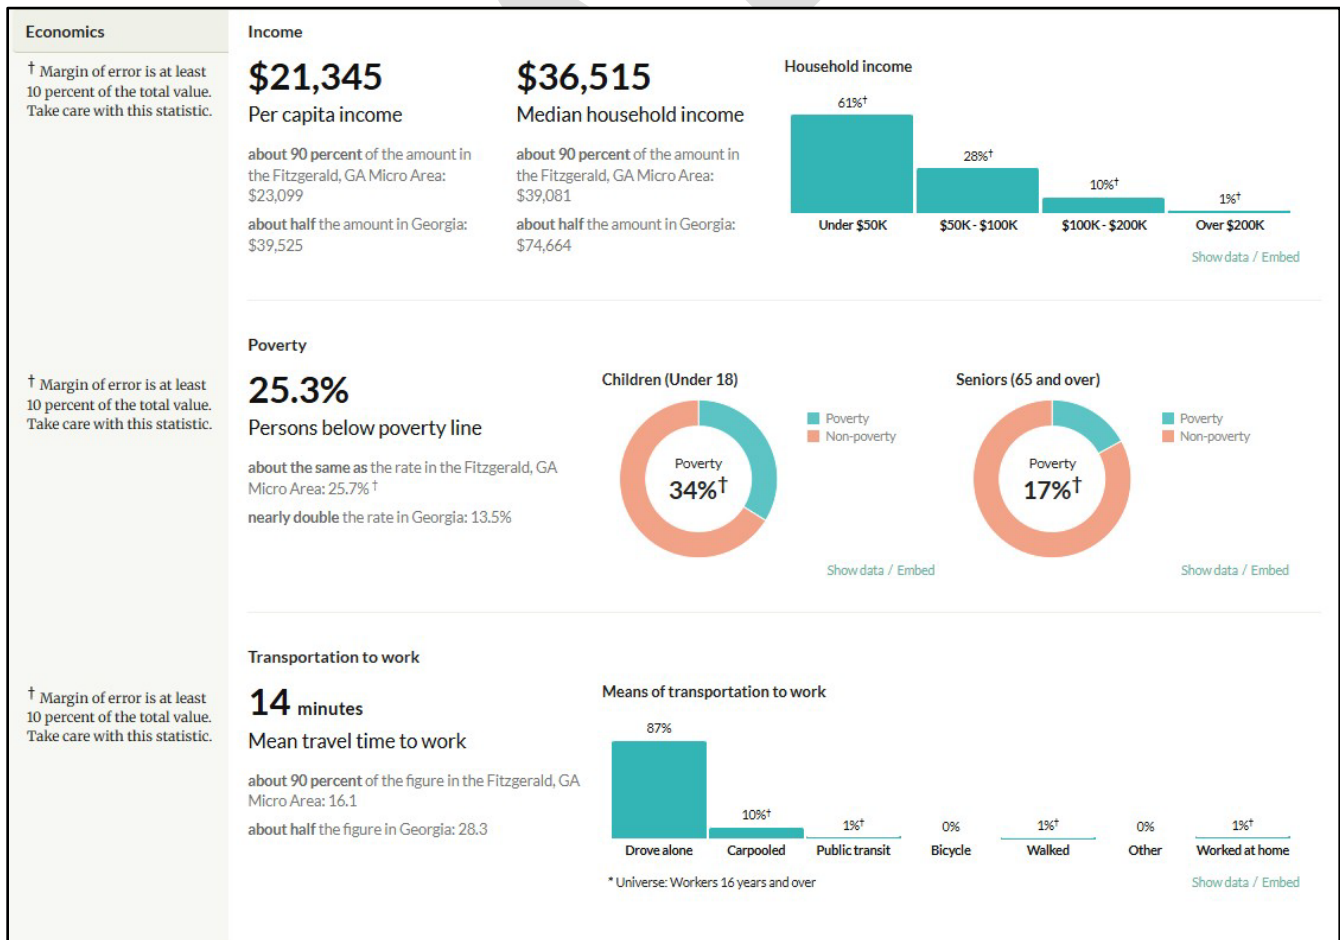 Economics
† Margin of error is at least
10 percent of the total value.
Take care with this statistic.
Income
$21,345
Per capita income
about 90 percent of the amount in
the Fitzgerald, GA Micro Area:
$23,099
about half the amount in Georgia:
$39,525
$36,515
Median household income
about 90 percent of the amount in
the Fitzgerald, GA Micro Area:
$39,081
about half the amount in Georgia:
$74,664
Household income
61%†
28%†
10%†
1%†
Under $50K
$50K - $100K
$100K - $200K
Over $200K
Show data / Embed
† Margin of error is at least
10 percent of the total value.
Take care with this statistic.
Poverty
25.3%
Persons below poverty line
about the same as the rate in the Fitzgerald, GA
Micro Area: 25.7% †
nearly double the rate in Georgia: 13.5%
Children (Under 18)
Poverty
34%†
Poverty
Non-poverty
Show data / Embed
Seniors (65 and over)
Poverty
17%†
Poverty
Non-poverty
Show data / Embed
† Margin of error is at least
10 percent of the total value.
Take care with this statistic.
Transportation to work
14 minutes
Mean travel time to work
about 90 percent of the figure in the Fitzgerald, GA
Micro Area: 16.1
about half the figure in Georgia: 28.3
Means of transportation to work
87%
10%†
1%†
0%
1%†
0%
1%†
Drove alone
Carpooled
Public transit
Bicycle
Walked
Other
Worked at home
* Universe: Workers 16 years and over
Show data / Embed